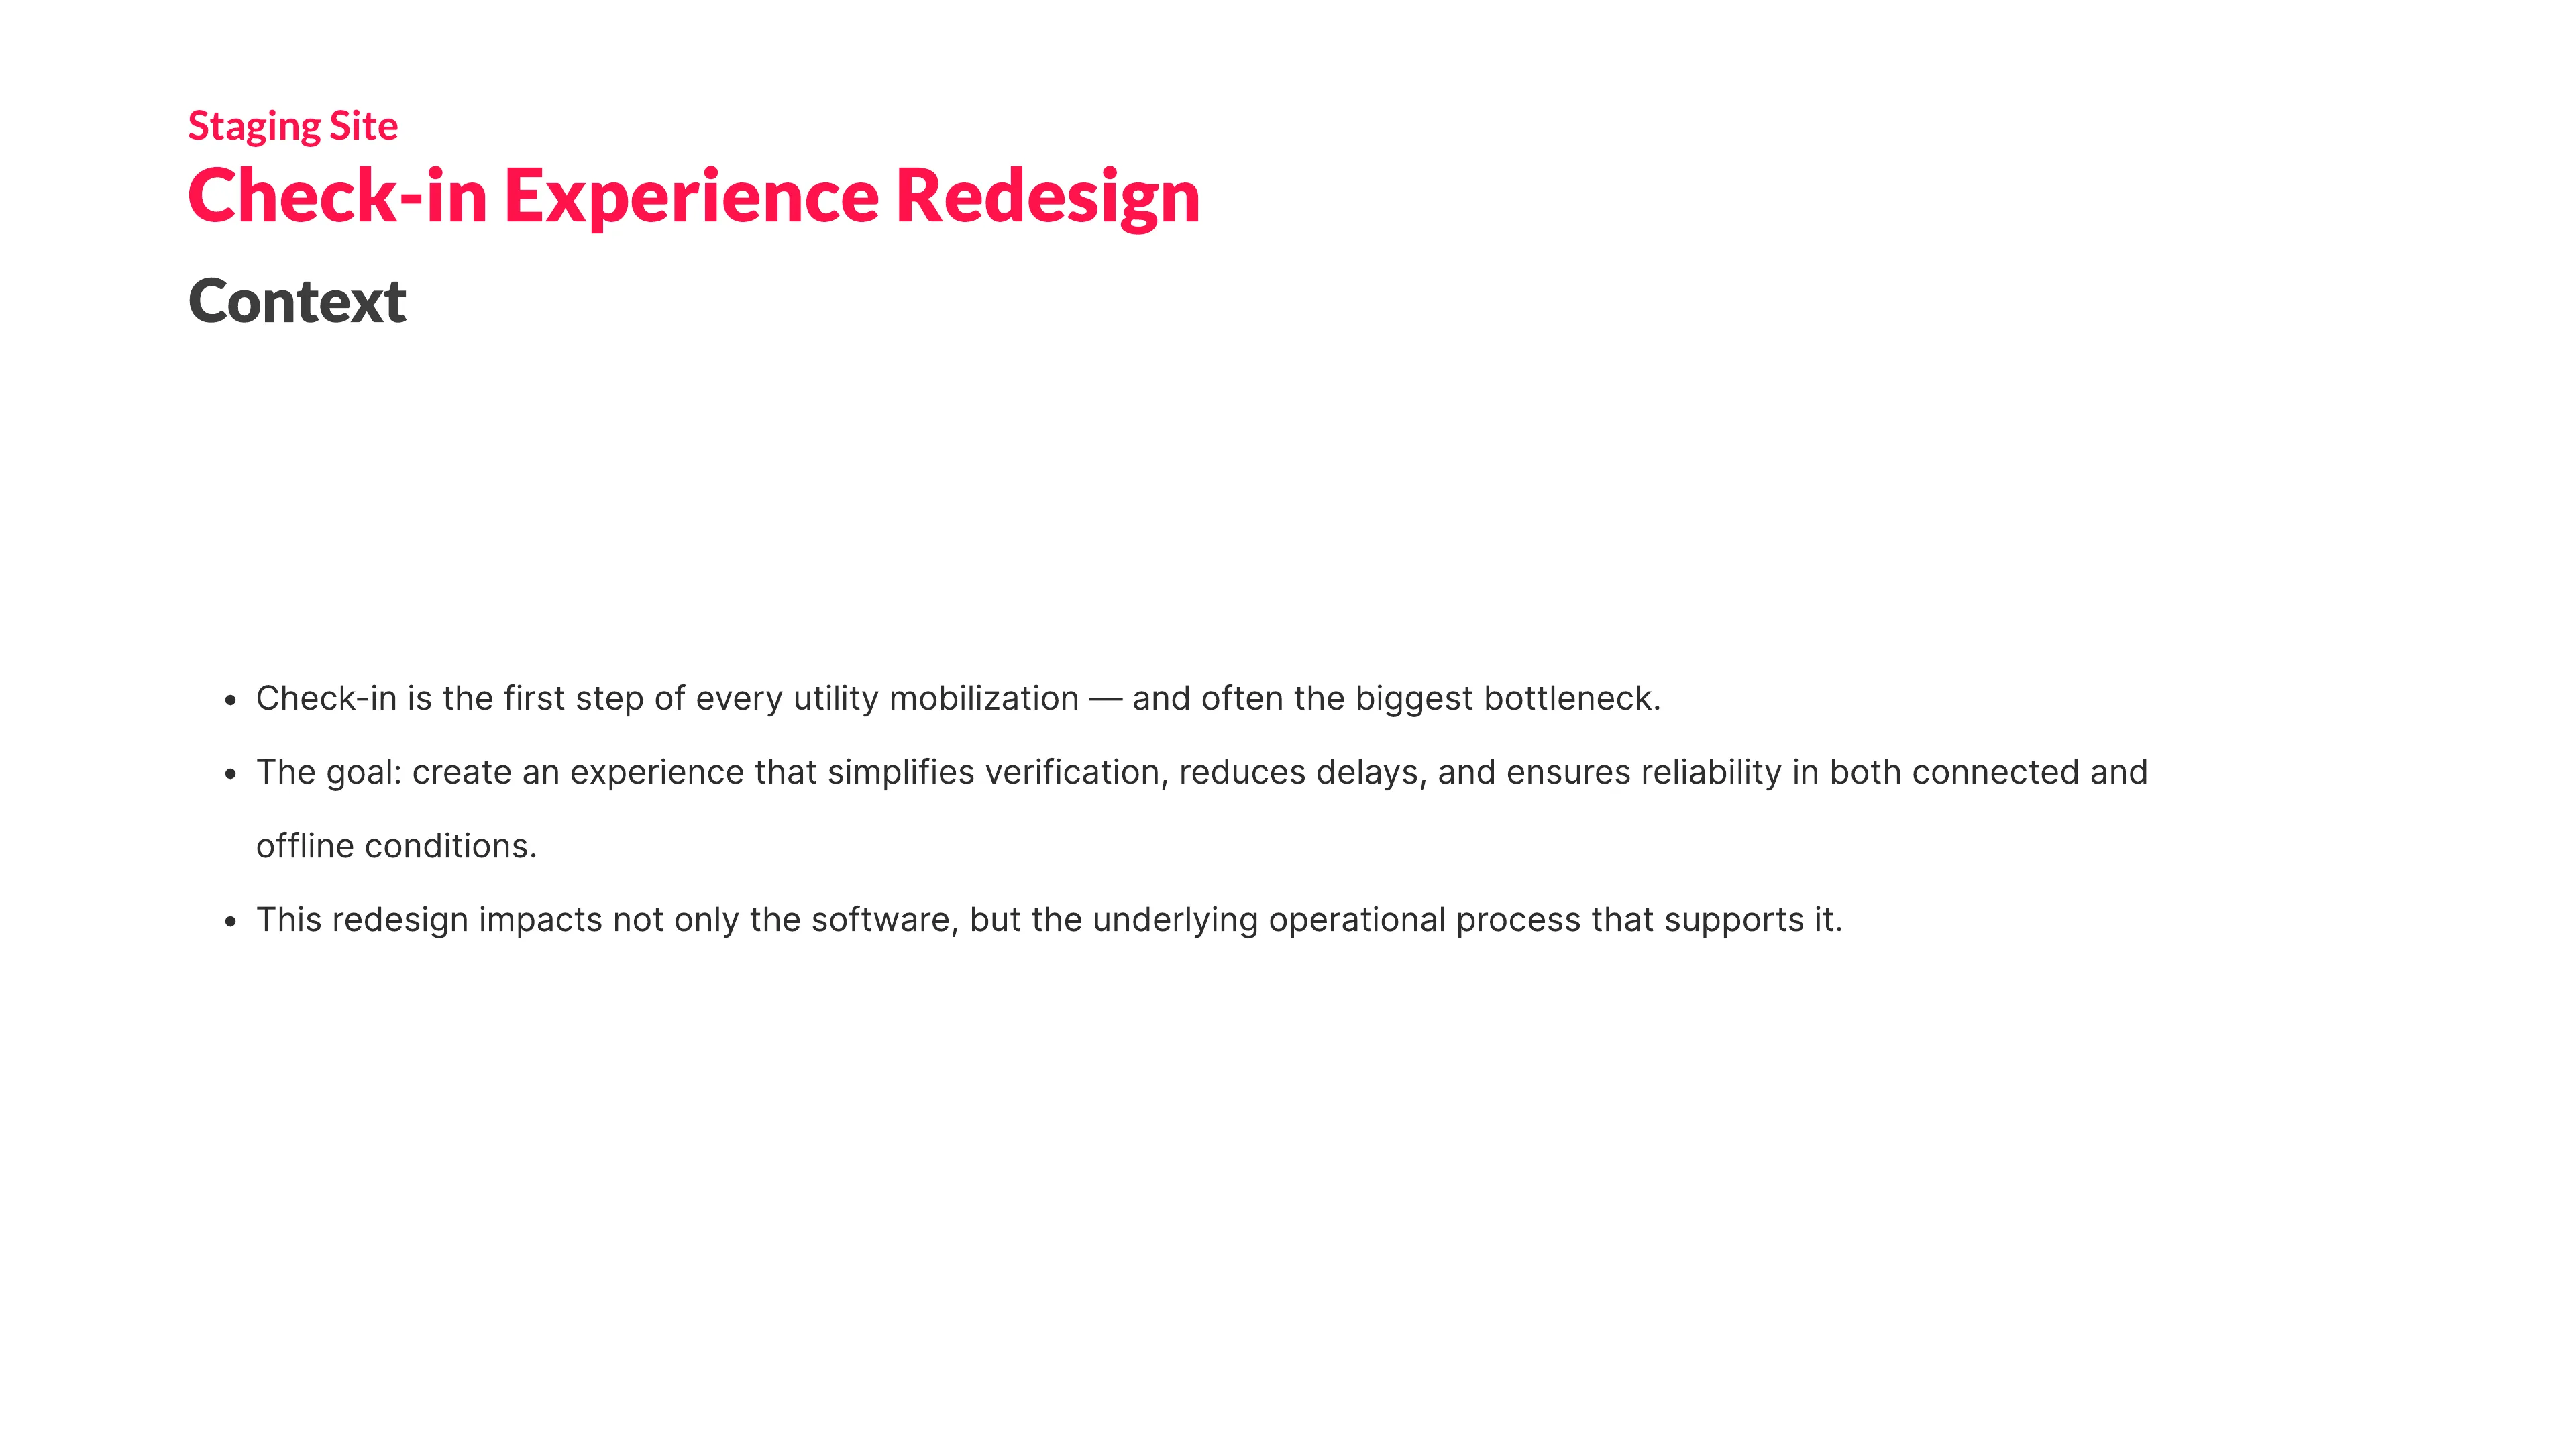 Staging Site
Check-in Experience Redesign
Context
• Check-in is the first step of every utility mobilization — and often the biggest bottleneck.
• The goal: create an experience that simplifies verification, reduces delays, and ensures reliability in both connected and
offline conditions.
• This redesign impacts not only the software, but the underlying operational process that supports it.